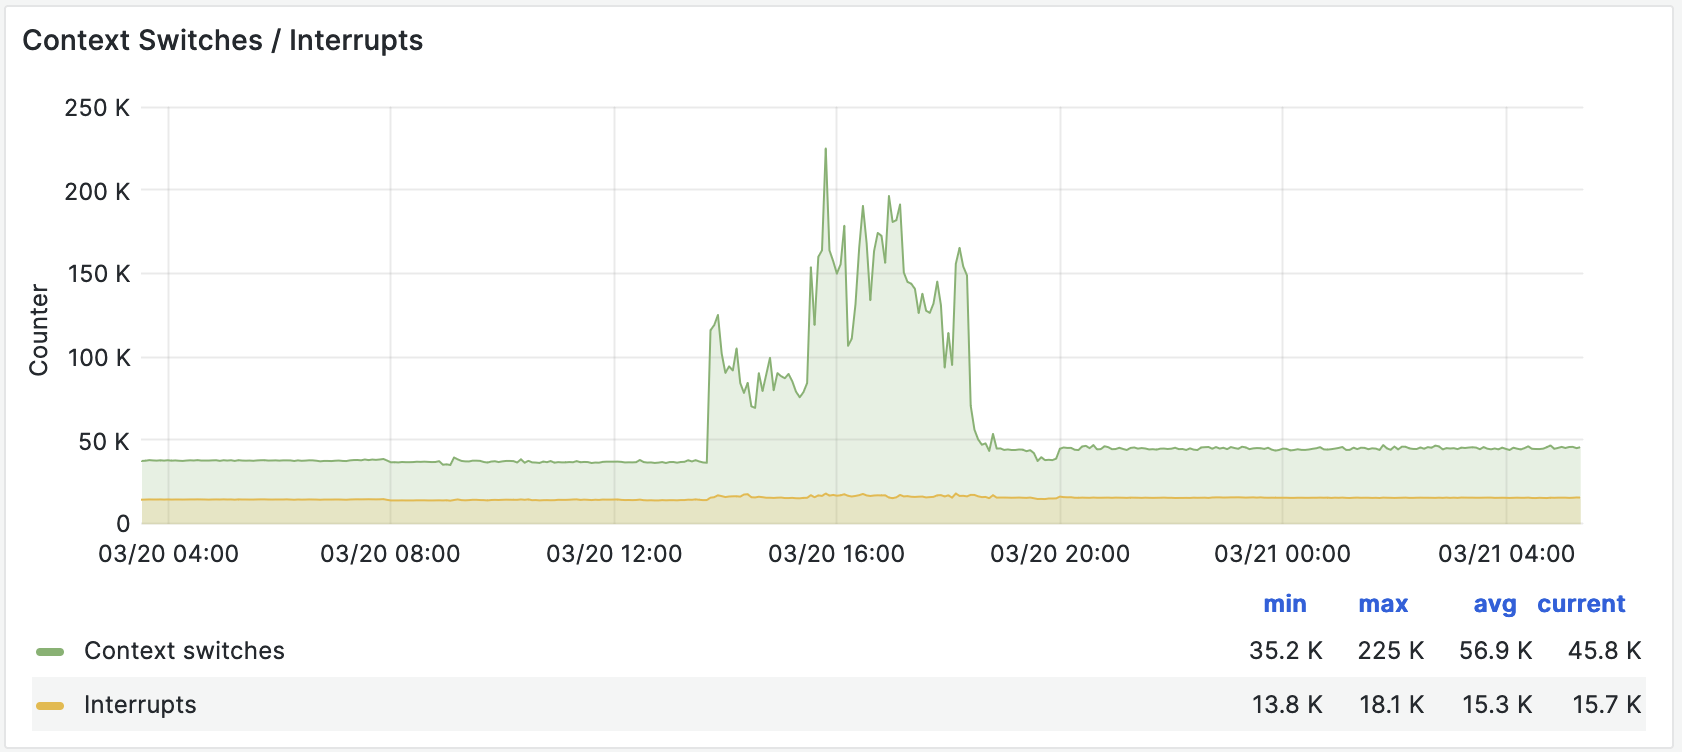 Context Switches / Interrupts
250 K
200 K
150 K
100 K
50 K
0
Counter
03/20 04:00 03/20 08:00 03/20 12:00 03/20 16:00 03/20 20:00 03/21 00:00 03/21 04:00
min max avg current
Context switches 35.2 K 225 K 56.9 K 45.8 K
Interrupts 13.8 K 18.1 K 15.3 K 15.7 K